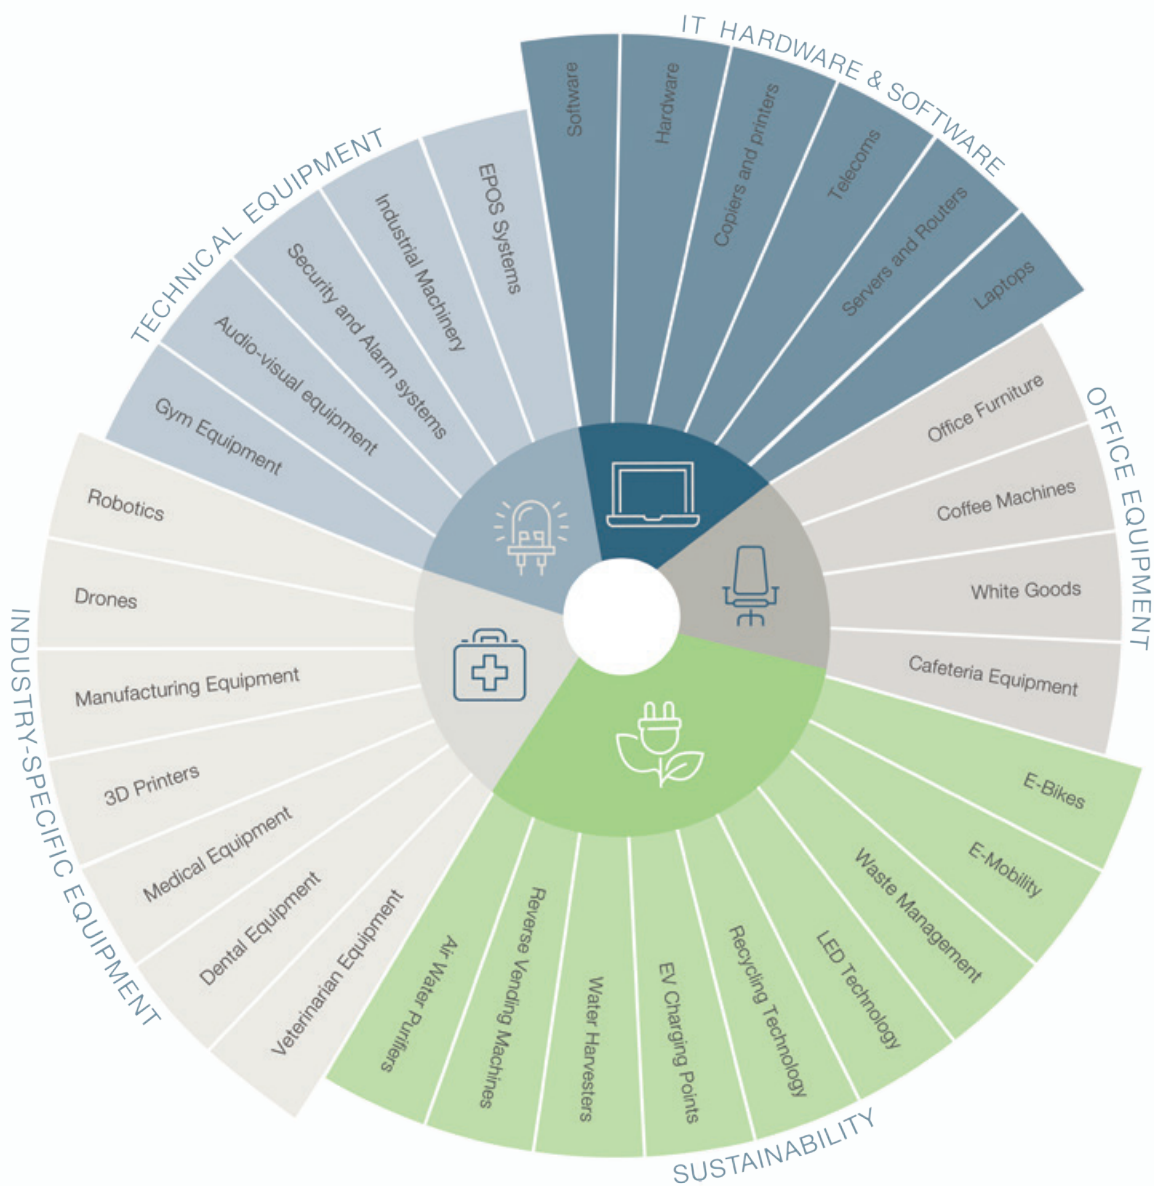 IT HARDWARE & SOFTWARE
Software
Hardware
Copiers and printers
Telecoms
Servers and Routers
Laptops
OFFICE EQUIPMENT
Office Furniture
Coffee Machines
White Goods
Cafeteria Equipment
SUSTAINABILITY
E-Bikes
E-Mobility
Waste Management
LED Technology
Recycling Technology
EV Charging Points
Water Harvesters
Reverse Vending Machines
Air Water Purifiers
INDUSTRY-SPECIFIC EQUIPMENT
Veterinarian Equipment
Dental Equipment
Medical Equipment
3D Printers
Manufacturing Equipment
Drones
Robotics
TECHNICAL EQUIPMENT
Gym Equipment
Audio-visual equipment
Security and Alarm systems
Industrial Machinery
EPOS Systems